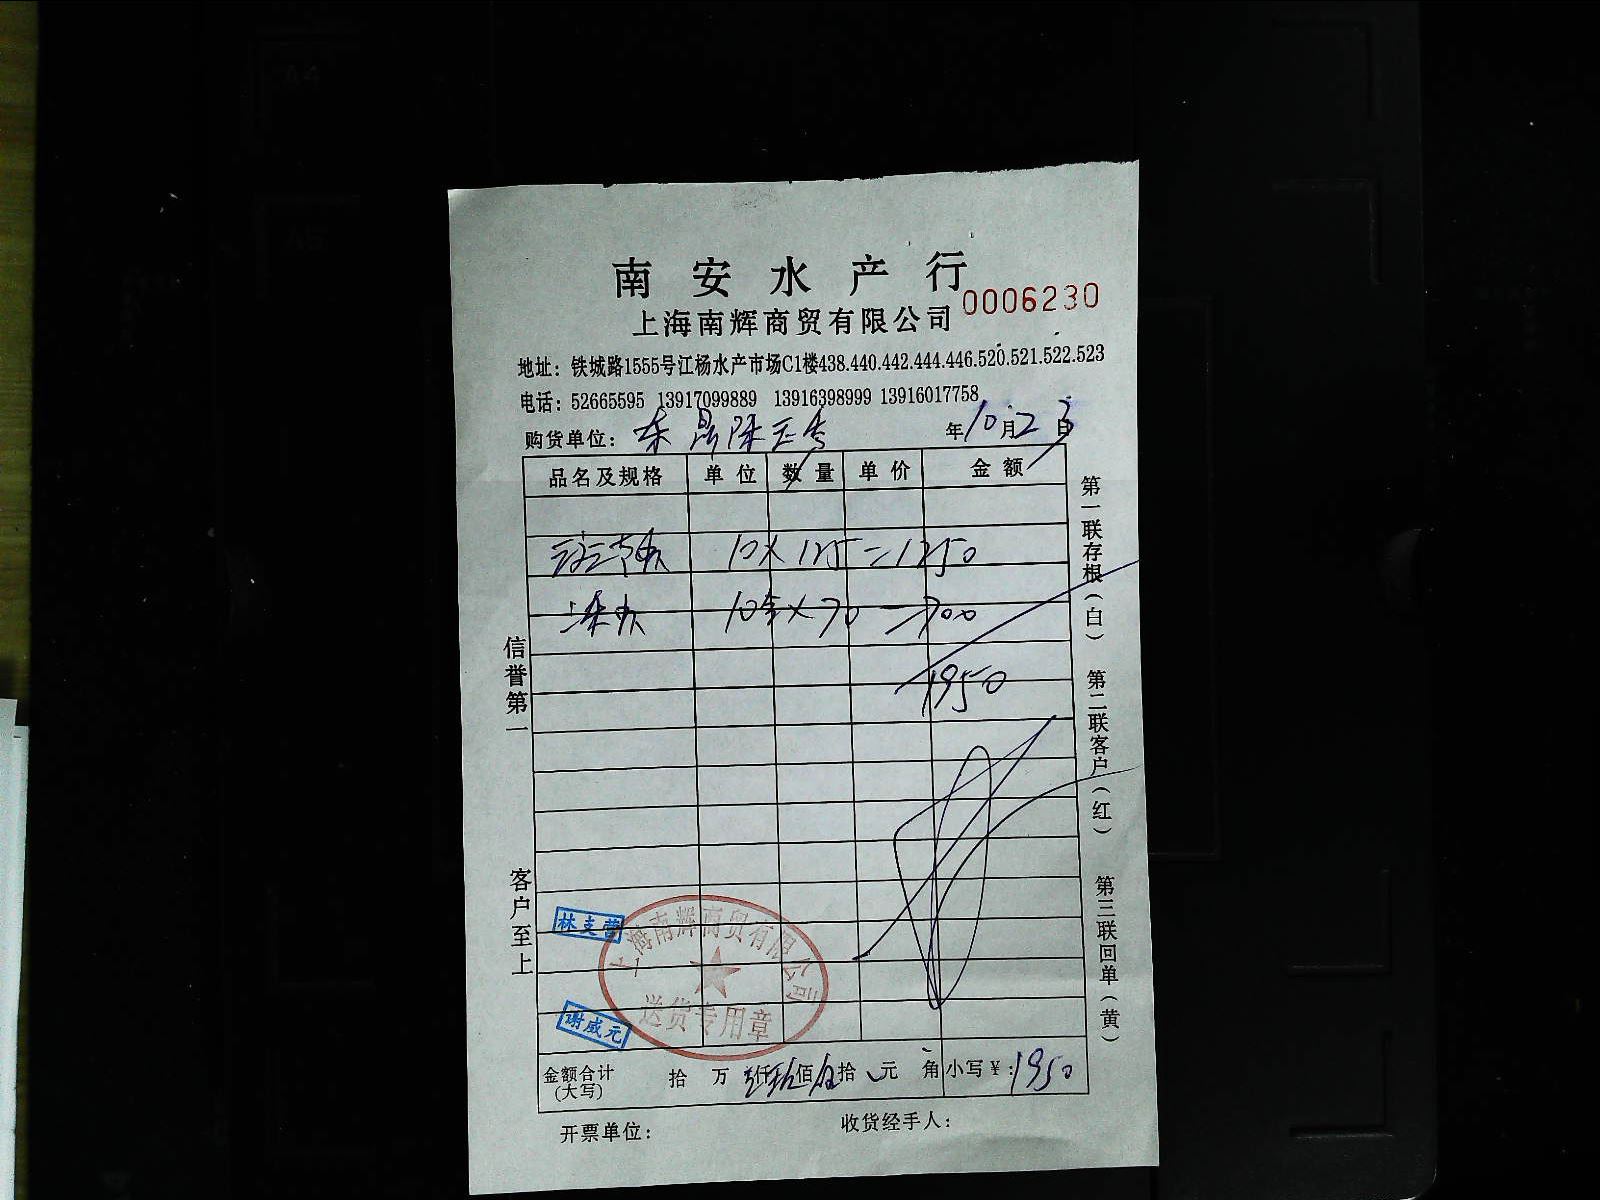 南安水产行
0006230
上海南辉商贸有限公司
地址：铁城路1555号江杨水产市场C1楼438.440.442.444.446.520.521.522.523
电话：52665595 13917099889 13916398999 13916017758
购货单位：
年10月23日
品名及规格 单位 数量 单价 金额
10×125=1250
10×70=700
1950
信誉第一
客户至上
第一联存根（白）
第二联客户（红）
第三联回单（黄）
林支营
上海南辉商贸有限公司
送货专用章
谢威元
金额合计（大写） 拾 万 仟 佰 拾 元 角 小写¥：1950
开票单位：
收货经手人：